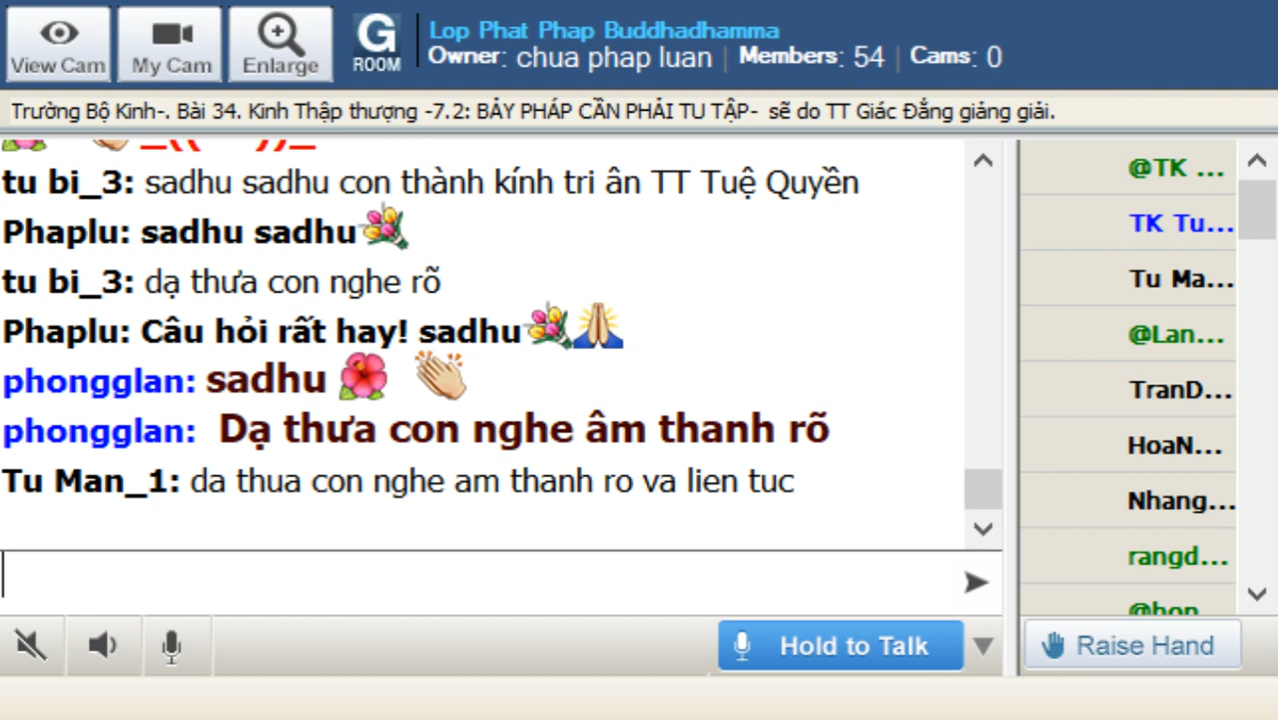 Lop Phat Phap Buddhadhamma
View Cam
My Cam
Enlarge
G
ROOM
Owner: chua phap luan | Members: 54 | Cams: 0
Trường Bộ Kinh-. Bài 34. Kinh Thập thượng -7.2: BẢY PHÁP CẦN PHẢI TU TẬP- sẽ do TT Giác Đẳng giảng giải.
tu bi_3: sadhu sadhu con thành kính tri ân TT Tuệ Quyền
Phaplu: sadhu sadhu
tu bi_3: dạ thưa con nghe rõ
Phaplu: Câu hỏi rất hay! sadhu
phongglan: sadhu
phongglan: Dạ thưa con nghe âm thanh rõ
Tu Man_1: da thua con nghe am thanh ro va lien tuc
@TK ...
TK Tu...
Tu Ma...
@Lan...
TranD...
HoaN...
Nhang...
rangd...
Hold to Talk
Raise Hand